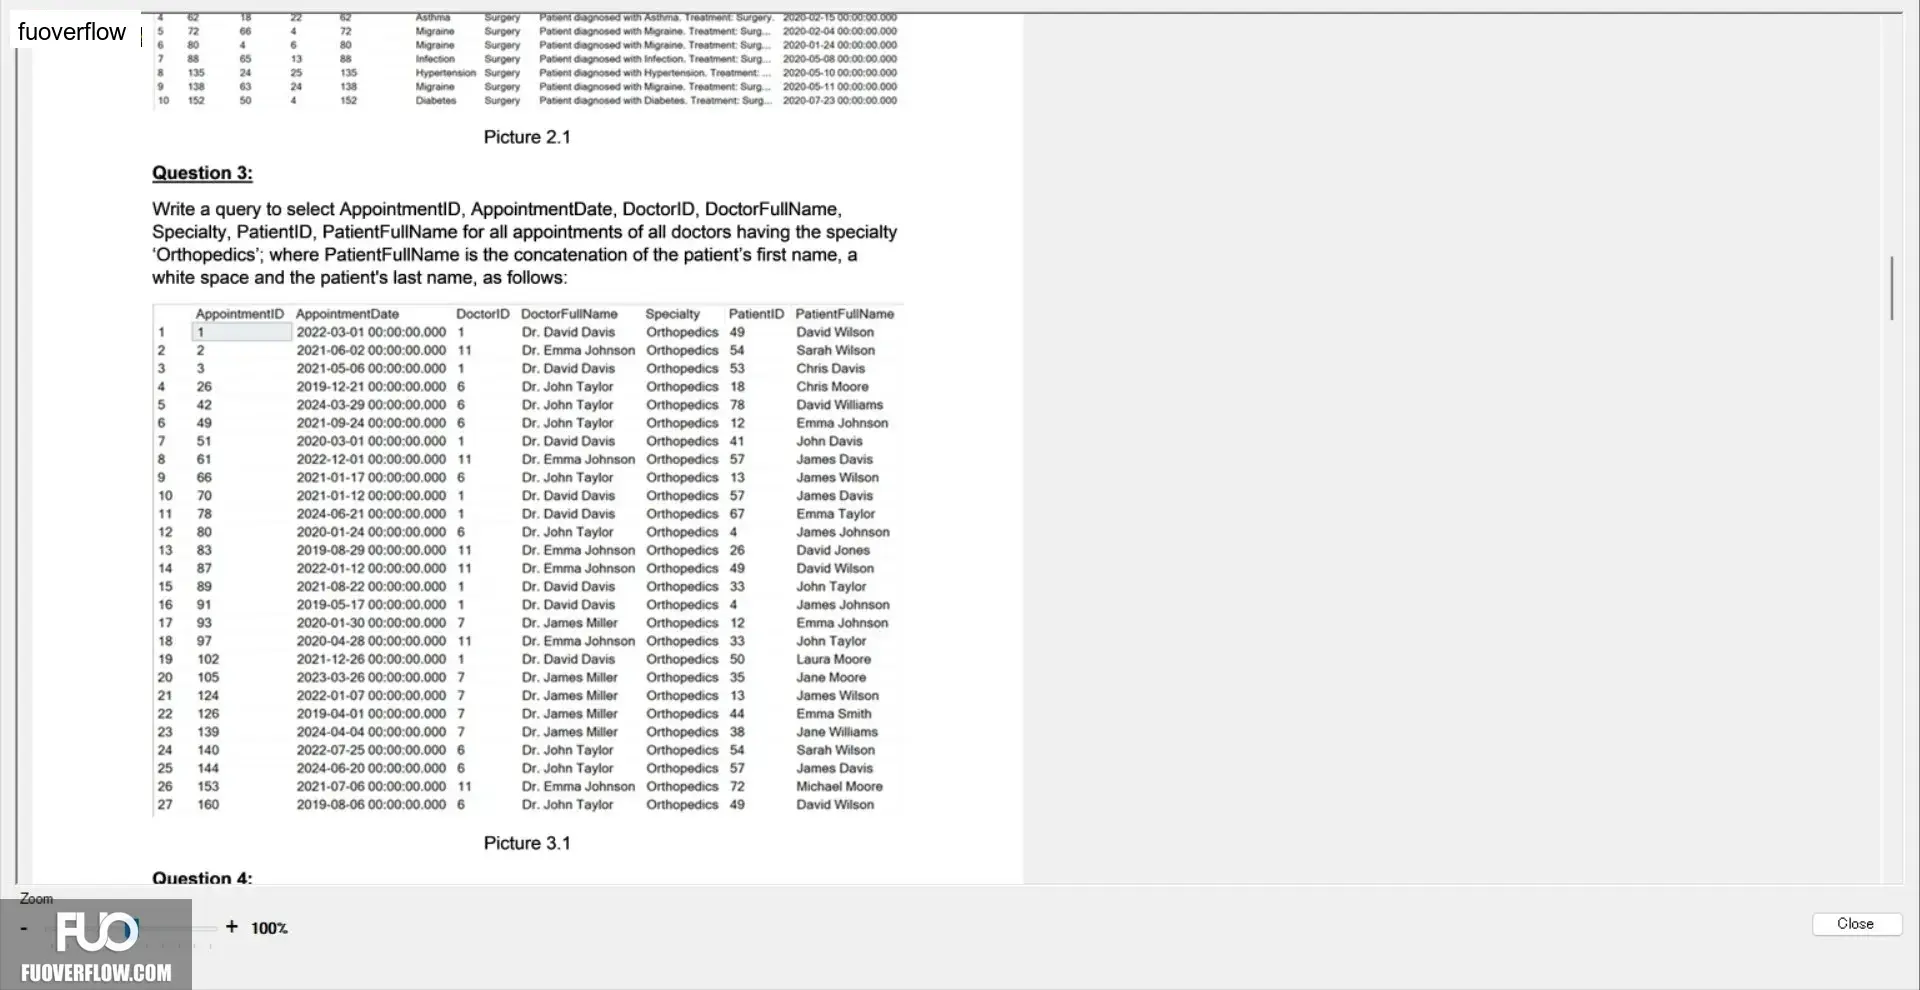 fuoverflow
4 62 18 22 62 Asthma Surgery Patient diagnosed with Asthma. Treatment: Surgery. 2020-02-15 00:00:00.000
5 72 66 4 72 Migraine Surgery Patient diagnosed with Migraine. Treatment: Surg... 2020-02-04 00:00:00.000
6 80 4 6 80 Migraine Surgery Patient diagnosed with Migraine. Treatment: Surg... 2020-01-24 00:00:00.000
7 88 65 13 88 Infection Surgery Patient diagnosed with Infection. Treatment: Surg... 2020-05-08 00:00:00.000
8 135 24 25 135 Hypertension Surgery Patient diagnosed with Hypertension. Treatment: ... 2020-05-10 00:00:00.000
9 138 63 24 138 Migraine Surgery Patient diagnosed with Migraine. Treatment: Surg... 2020-05-11 00:00:00.000
10 152 50 4 152 Diabetes Surgery Patient diagnosed with Diabetes. Treatment: Surg... 2020-07-23 00:00:00.000
Picture 2.1
Question 3:
Write a query to select AppointmentID, AppointmentDate, DoctorID, DoctorFullName,
Specialty, PatientID, PatientFullName for all appointments of all doctors having the specialty
‘Orthopedics’; where PatientFullName is the concatenation of the patient’s first name, a
white space and the patient's last name, as follows:
AppointmentID AppointmentDate DoctorID DoctorFullName Specialty PatientID PatientFullName
1 1 2022-03-01 00:00:00.000 1 Dr. David Davis Orthopedics 49 David Wilson
2 2 2021-06-02 00:00:00.000 11 Dr. Emma Johnson Orthopedics 54 Sarah Wilson
3 3 2021-05-06 00:00:00.000 1 Dr. David Davis Orthopedics 53 Chris Davis
4 26 2019-12-21 00:00:00.000 6 Dr. John Taylor Orthopedics 18 Chris Moore
5 42 2024-03-29 00:00:00.000 6 Dr. John Taylor Orthopedics 78 David Williams
6 49 2021-09-24 00:00:00.000 6 Dr. John Taylor Orthopedics 12 Emma Johnson
7 51 2020-03-01 00:00:00.000 1 Dr. David Davis Orthopedics 41 John Davis
8 61 2022-12-01 00:00:00.000 11 Dr. Emma Johnson Orthopedics 57 James Davis
9 66 2021-01-17 00:00:00.000 6 Dr. John Taylor Orthopedics 13 James Wilson
10 70 2021-01-12 00:00:00.000 1 Dr. David Davis Orthopedics 57 James Davis
11 78 2024-06-21 00:00:00.000 1 Dr. David Davis Orthopedics 67 Emma Taylor
12 80 2020-01-24 00:00:00.000 6 Dr. John Taylor Orthopedics 4 James Johnson
13 83 2019-08-29 00:00:00.000 11 Dr. Emma Johnson Orthopedics 26 David Jones
14 87 2022-01-12 00:00:00.000 11 Dr. Emma Johnson Orthopedics 49 David Wilson
15 89 2021-08-22 00:00:00.000 1 Dr. David Davis Orthopedics 33 John Taylor
16 91 2019-05-17 00:00:00.000 1 Dr. David Davis Orthopedics 4 James Johnson
17 93 2020-01-30 00:00:00.000 7 Dr. James Miller Orthopedics 12 Emma Johnson
18 97 2020-04-28 00:00:00.000 11 Dr. Emma Johnson Orthopedics 33 John Taylor
19 102 2021-12-26 00:00:00.000 1 Dr. David Davis Orthopedics 50 Laura Moore
20 105 2023-03-26 00:00:00.000 7 Dr. James Miller Orthopedics 35 Jane Moore
21 124 2022-01-07 00:00:00.000 7 Dr. James Miller Orthopedics 13 James Wilson
22 126 2019-04-01 00:00:00.000 7 Dr. James Miller Orthopedics 44 Emma Smith
23 139 2024-04-04 00:00:00.000 7 Dr. James Miller Orthopedics 38 Jane Williams
24 140 2022-07-25 00:00:00.000 6 Dr. John Taylor Orthopedics 54 Sarah Wilson
25 144 2024-06-20 00:00:00.000 6 Dr. John Taylor Orthopedics 57 James Davis
26 153 2021-07-06 00:00:00.000 11 Dr. Emma Johnson Orthopedics 72 Michael Moore
27 160 2019-08-06 00:00:00.000 6 Dr. John Taylor Orthopedics 49 David Wilson
Picture 3.1
Question 4:
Zoom
- + 100%
Close
FUO
FUOVERFLOW.COM